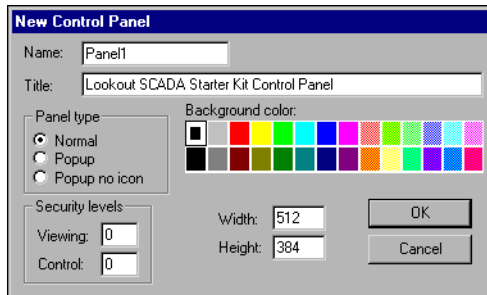 New Control Panel
Name: Panel1
Title: Lookout SCADA Starter Kit Control Panel
Panel type
Normal
Popup
Popup no icon
Background color:
Security levels
Viewing: 0
Control: 0
Width: 512
Height: 384
OK
Cancel